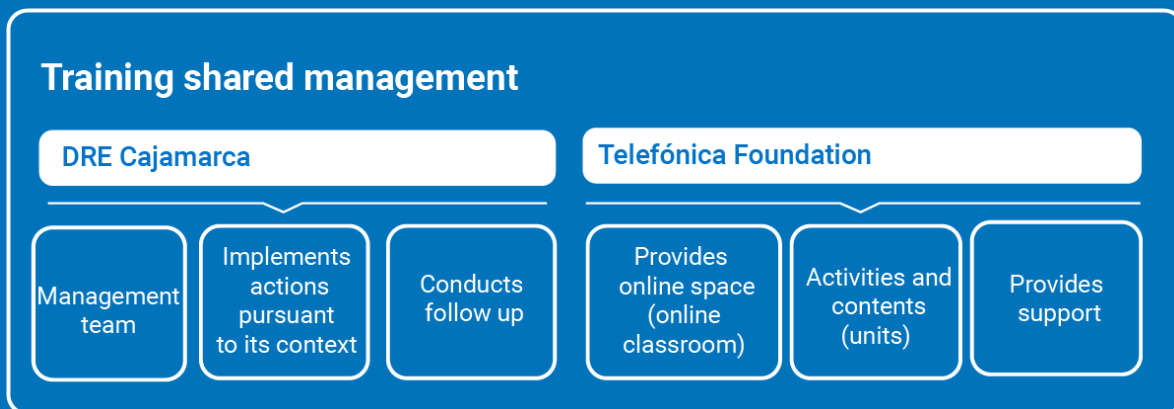 Training shared management
DRE Cajamarca
Telefónica Foundation
Management
team
Implements
actions
pursuant
to its context
Conducts
follow up
Provides
online space
(online
classroom)
Activities and
contents
(units)
Provides
support